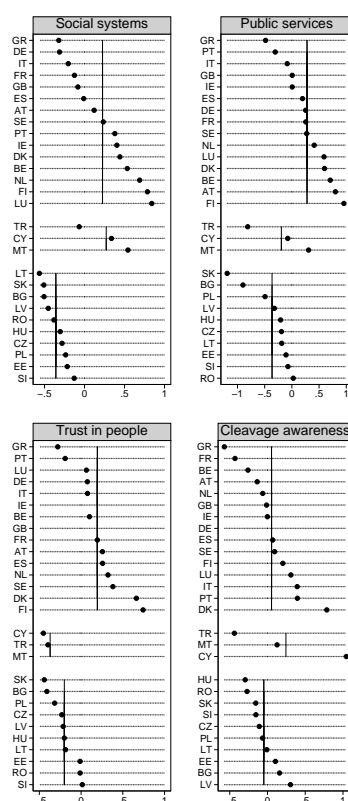 Social systems
GR
DE
IT
FR
GB
ES
AT
SE
PT
IE
DK
BE
NL
FI
LU
TR
CY
MT
LT
SK
BG
LV
RO
HU
CZ
PL
EE
SI
−.5 0 .5 1
Public services
GR
PT
IT
GB
IE
ES
DE
FR
SE
NL
LU
DK
BE
AT
FI
TR
CY
MT
SK
BG
PL
LV
HU
CZ
LT
EE
SI
RO
−1 −.5 0 .5 1
Trust in people
GR
PT
LU
DE
IT
IE
BE
GB
FR
AT
ES
NL
SE
DK
FI
CY
TR
MT
SK
BG
PL
CZ
LV
HU
LT
EE
RO
SI
5 0 5 1
Cleavage awareness
GR
FR
BE
AT
NL
GB
IE
DE
ES
SE
FI
LU
IT
PT
DK
TR
MT
CY
HU
RO
SK
SI
CZ
PL
LT
EE
BG
LV
5 0 5 1